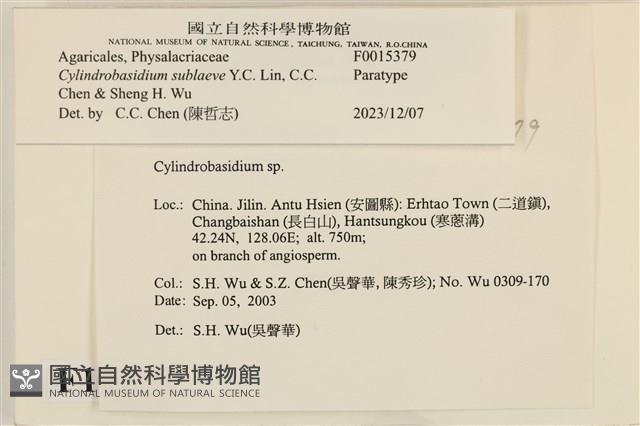 國立自然科學博物館
NATIONAL MUSEUM OF NATURAL SCIENCE, TAICHUNG, TAIWAN, R.O.CHINA
Agaricales, Physalacriaceae F0015379
Cylindrobasidium sublaeve Y.C. Lin, C.C. Paratype
Chen & Sheng H. Wu
Det. by C.C. Chen (陳哲志) 2023/12/07
79
Cylindrobasidium sp.
Loc.: China. Jilin. Antu Hsien (安圖縣): Erhtao Town (二道鎮),
Changbaishan (長白山), Hantsungkou (寒蔥溝)
42.24N, 128.06E; alt. 750m;
on branch of angiosperm.
Col.: S.H. Wu & S.Z. Chen(吳聲華, 陳秀珍); No. Wu 0309-170
Date: Sep. 05, 2003
Det.: S.H. Wu(吳聲華)
國立自然科學博物館
NATIONAL MUSEUM OF NATURAL SCIENCE